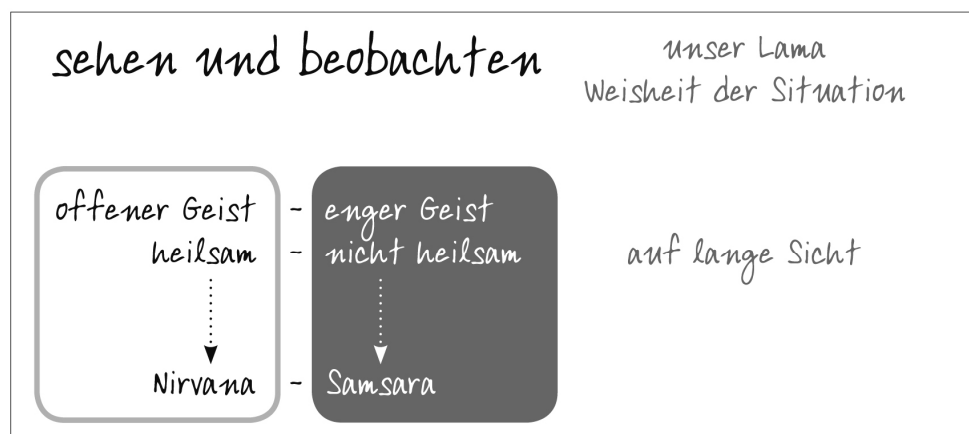 sehen und beobachten
unser Lama
Weisheit der Situation
offener Geist - enger Geist
heilsam - nicht heilsam
auf lange Sicht
Nirvana - Samsara